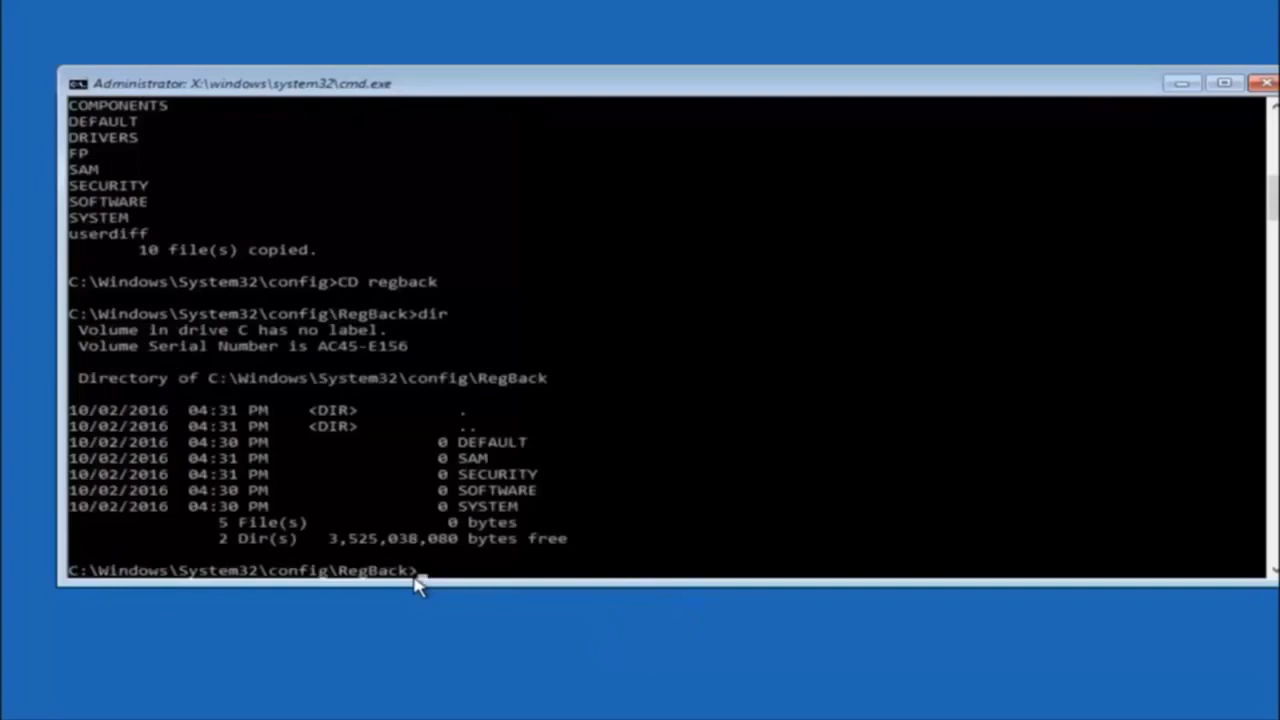 Administrator: X:\windows\system32\cmd.exe
COMPONENTS
DEFAULT
DRIVERS
FP
SAM
SECURITY
SOFTWARE
SYSTEM
userdiff
10 file(s) copied.
C:\Windows\System32\config>CD regback
C:\Windows\System32\config\RegBack>dir
Volume in drive C has no label.
Volume Serial Number is AC45-E156
Directory of C:\Windows\System32\config\RegBack
10/02/2016 04:31 PM <DIR> .
10/02/2016 04:31 PM <DIR> ..
10/02/2016 04:30 PM 0 DEFAULT
10/02/2016 04:31 PM 0 SAM
10/02/2016 04:31 PM 0 SECURITY
10/02/2016 04:30 PM 0 SOFTWARE
10/02/2016 04:30 PM 0 SYSTEM
5 File(s) 0 bytes
2 Dir(s) 3,525,038,080 bytes free
C:\Windows\System32\config\RegBack>_